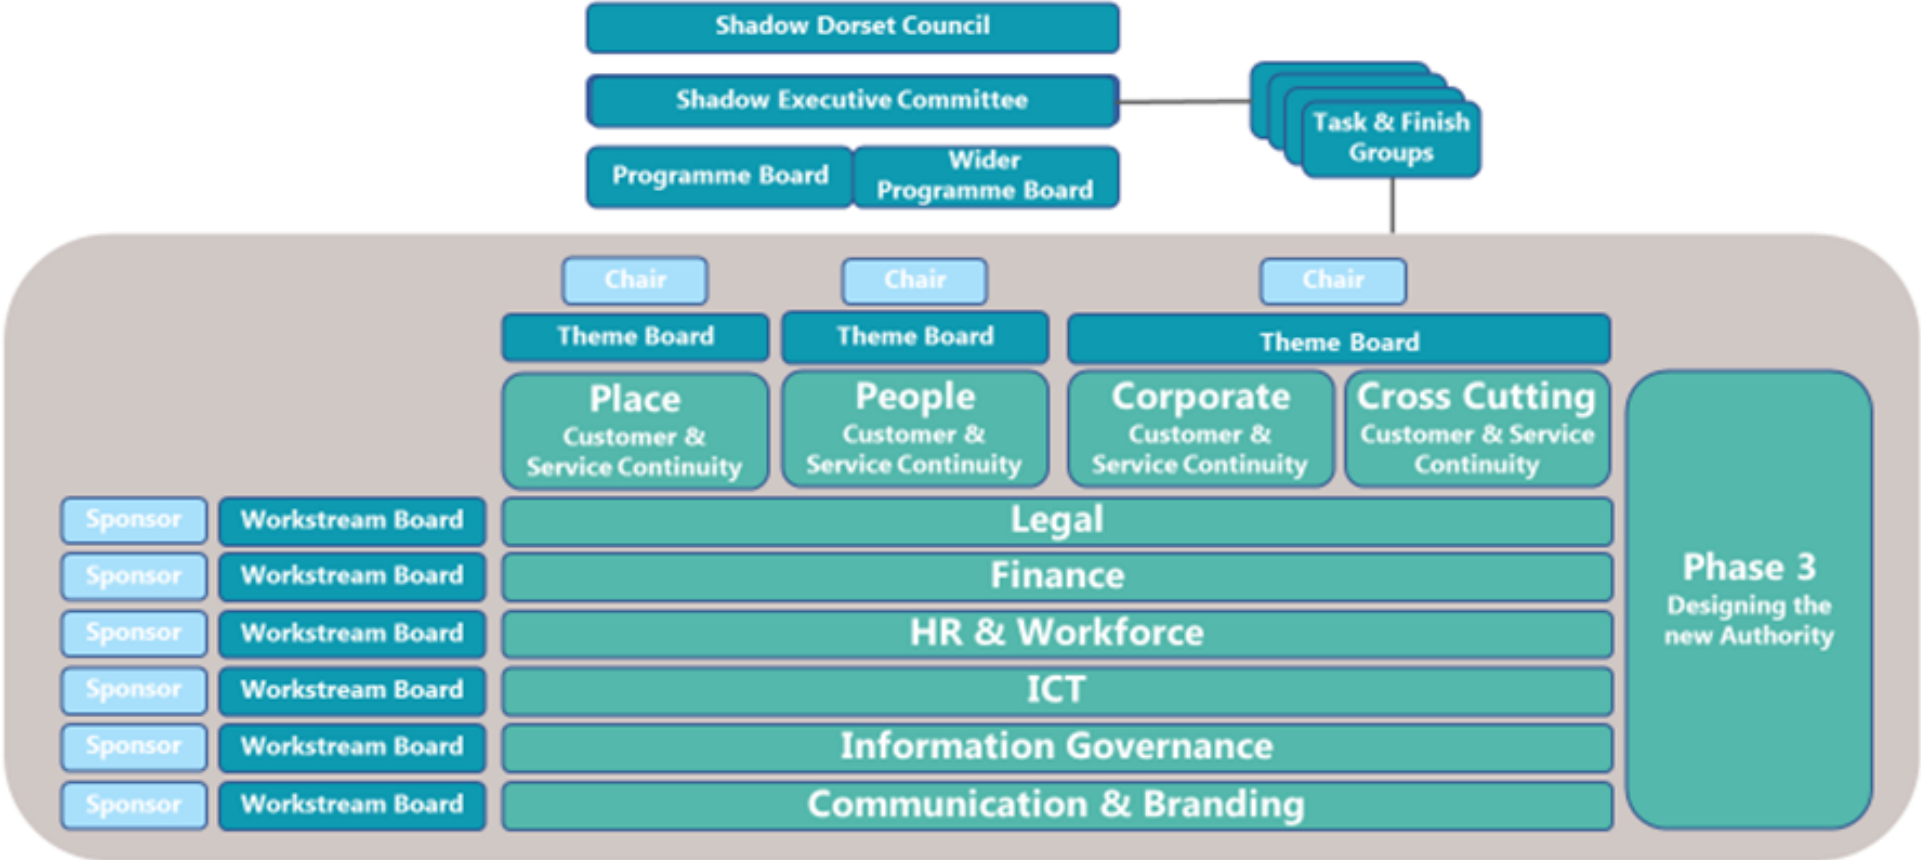 Shadow Dorset Council
Shadow Executive Committee
Task & Finish
Groups
Programme Board
Wider
Programme Board
Chair
Chair
Chair
Theme Board
Theme Board
Theme Board
Place
Customer &
Service Continuity
People
Customer &
Service Continuity
Corporate
Customer &
Service Continuity
Cross Cutting
Customer & Service
Continuity
Sponsor
Workstream Board
Legal
Sponsor
Workstream Board
Finance
Sponsor
Workstream Board
HR & Workforce
Sponsor
Workstream Board
ICT
Sponsor
Workstream Board
Information Governance
Sponsor
Workstream Board
Communication & Branding
Phase 3
Designing the
new Authority